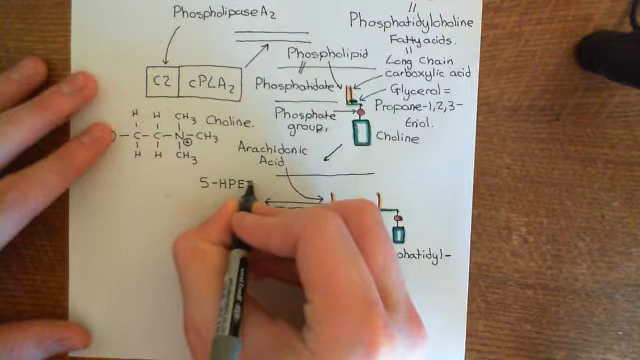 Phospholipase A2
C2
cPLA2
=
Phosphatidylcholine
Fatty acids.
=
Long Chain
carboxylic acid
Glycerol =
Propane-1,2,3-
triol.
Phospholipid
Phosphatidate
Phosphate
group.
Choline
H H CH3
O-C-C-N-CH3
⊕
H H CH3
Choline.
Arachidonic
Acid
5-HPE
phatidyl-